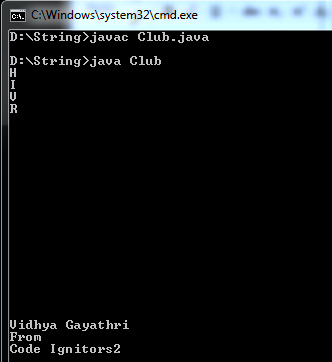 C:\Windows\system32\cmd.exe
D:\String>javac Club.java
D:\String>java Club
H
I
V
R
Vidhya Gayathri
From
Code Ignitors2